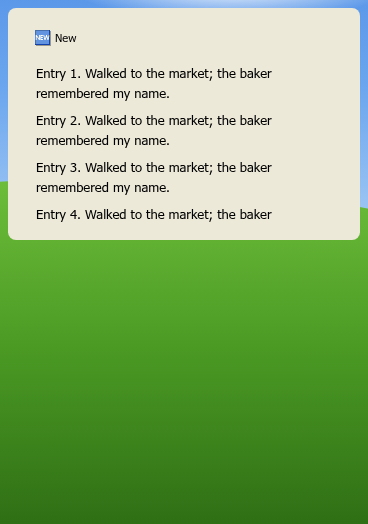 NEW New
Entry 1. Walked to the market; the baker
remembered my name.
Entry 2. Walked to the market; the baker
remembered my name.
Entry 3. Walked to the market; the baker
remembered my name.
Entry 4. Walked to the market; the baker